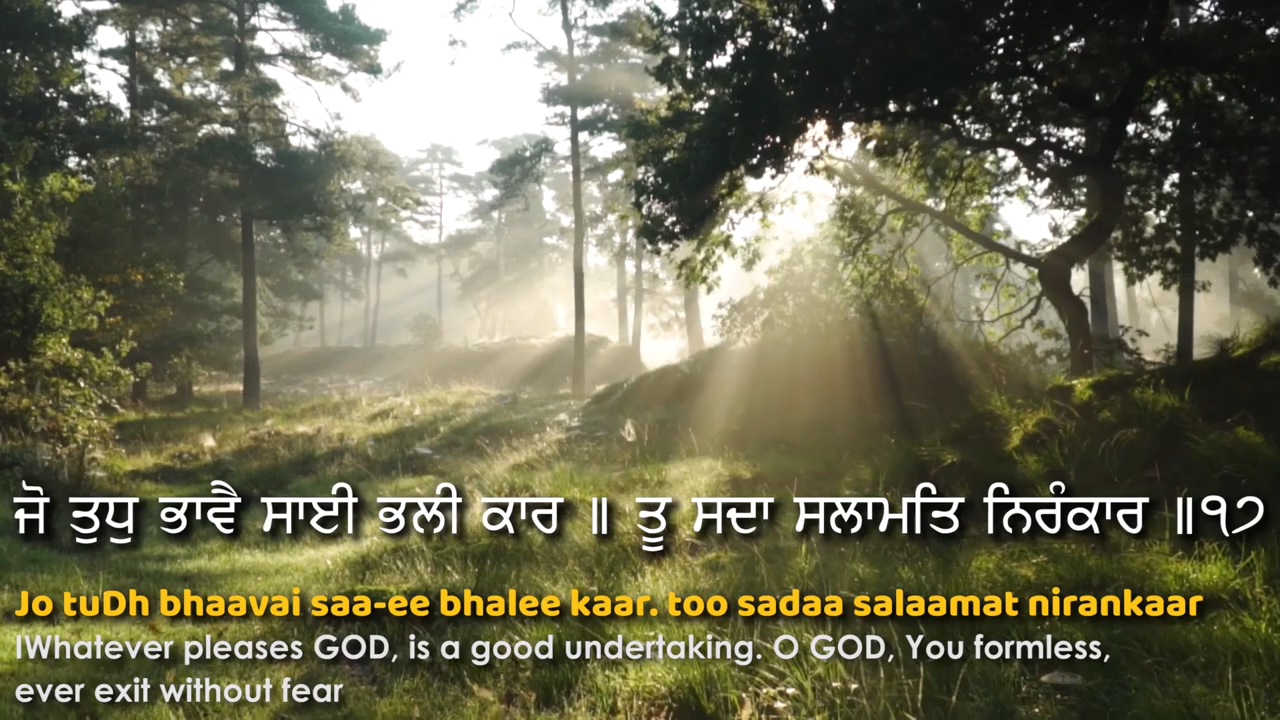 ਜੋ ਤੁਧੁ ਭਾਵੈ ਸਾਈ ਭਲੀ ਕਾਰ ॥ ਤੂ ਸਦਾ ਸਲਾਮਤਿ ਨਿਰੰਕਾਰ ॥੧੭
Jo tuDh bhaavai saa-ee bhalee kaar. too sadaa salaamat nirankaar
IWhatever pleases GOD, is a good undertaking. O GOD, You formless,
ever exit without fear